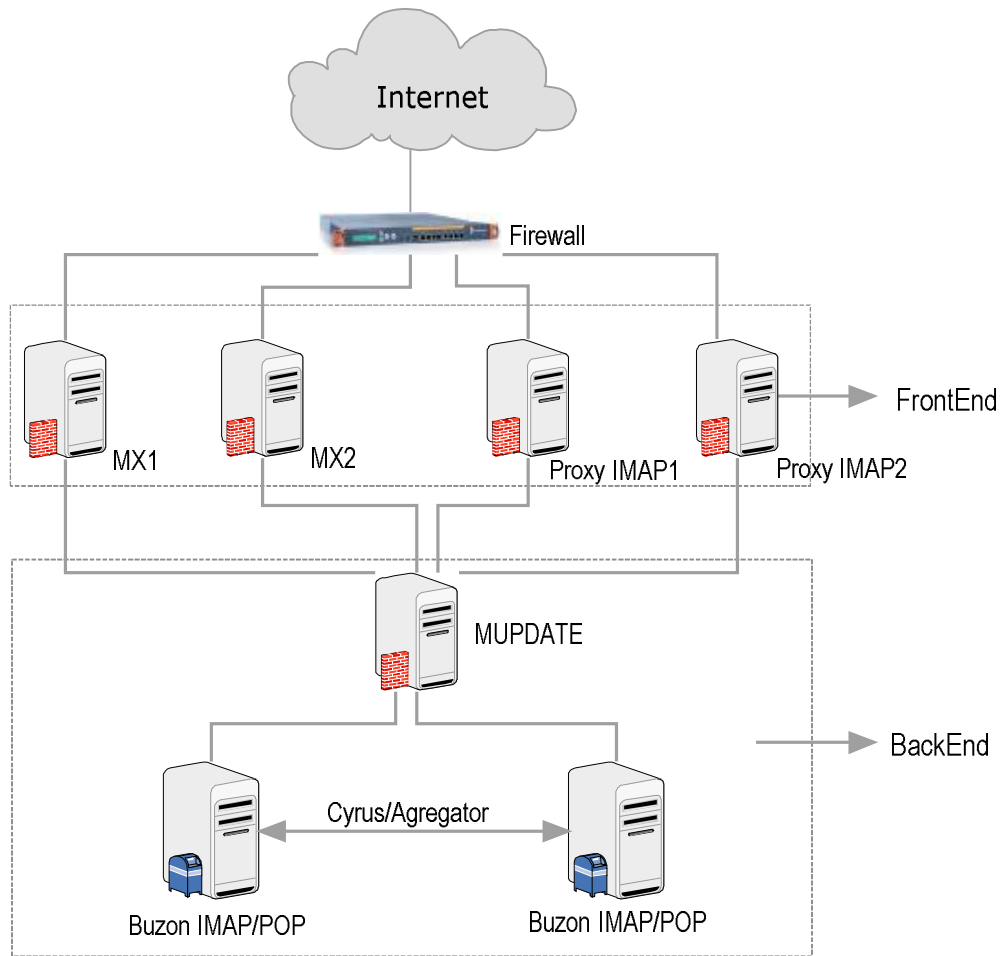 Internet
Firewall
MX1
MX2
Proxy IMAP1
Proxy IMAP2
FrontEnd
MUPDATE
BackEnd
Cyrus/Agregator
Buzon IMAP/POP
Buzon IMAP/POP